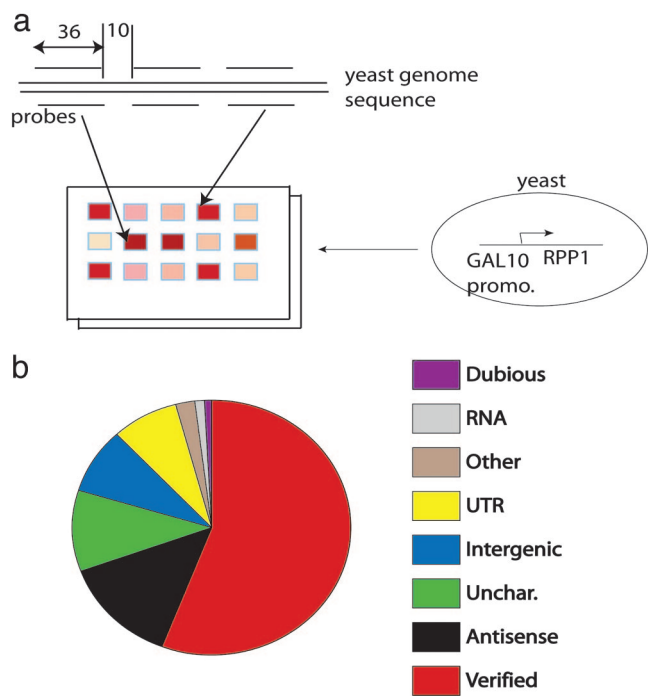 a
36
10
yeast genome
sequence
probes
yeast
GAL10
promo.
RPP1
b
Dubious
RNA
Other
UTR
Intergenic
Unchar.
Antisense
Verified